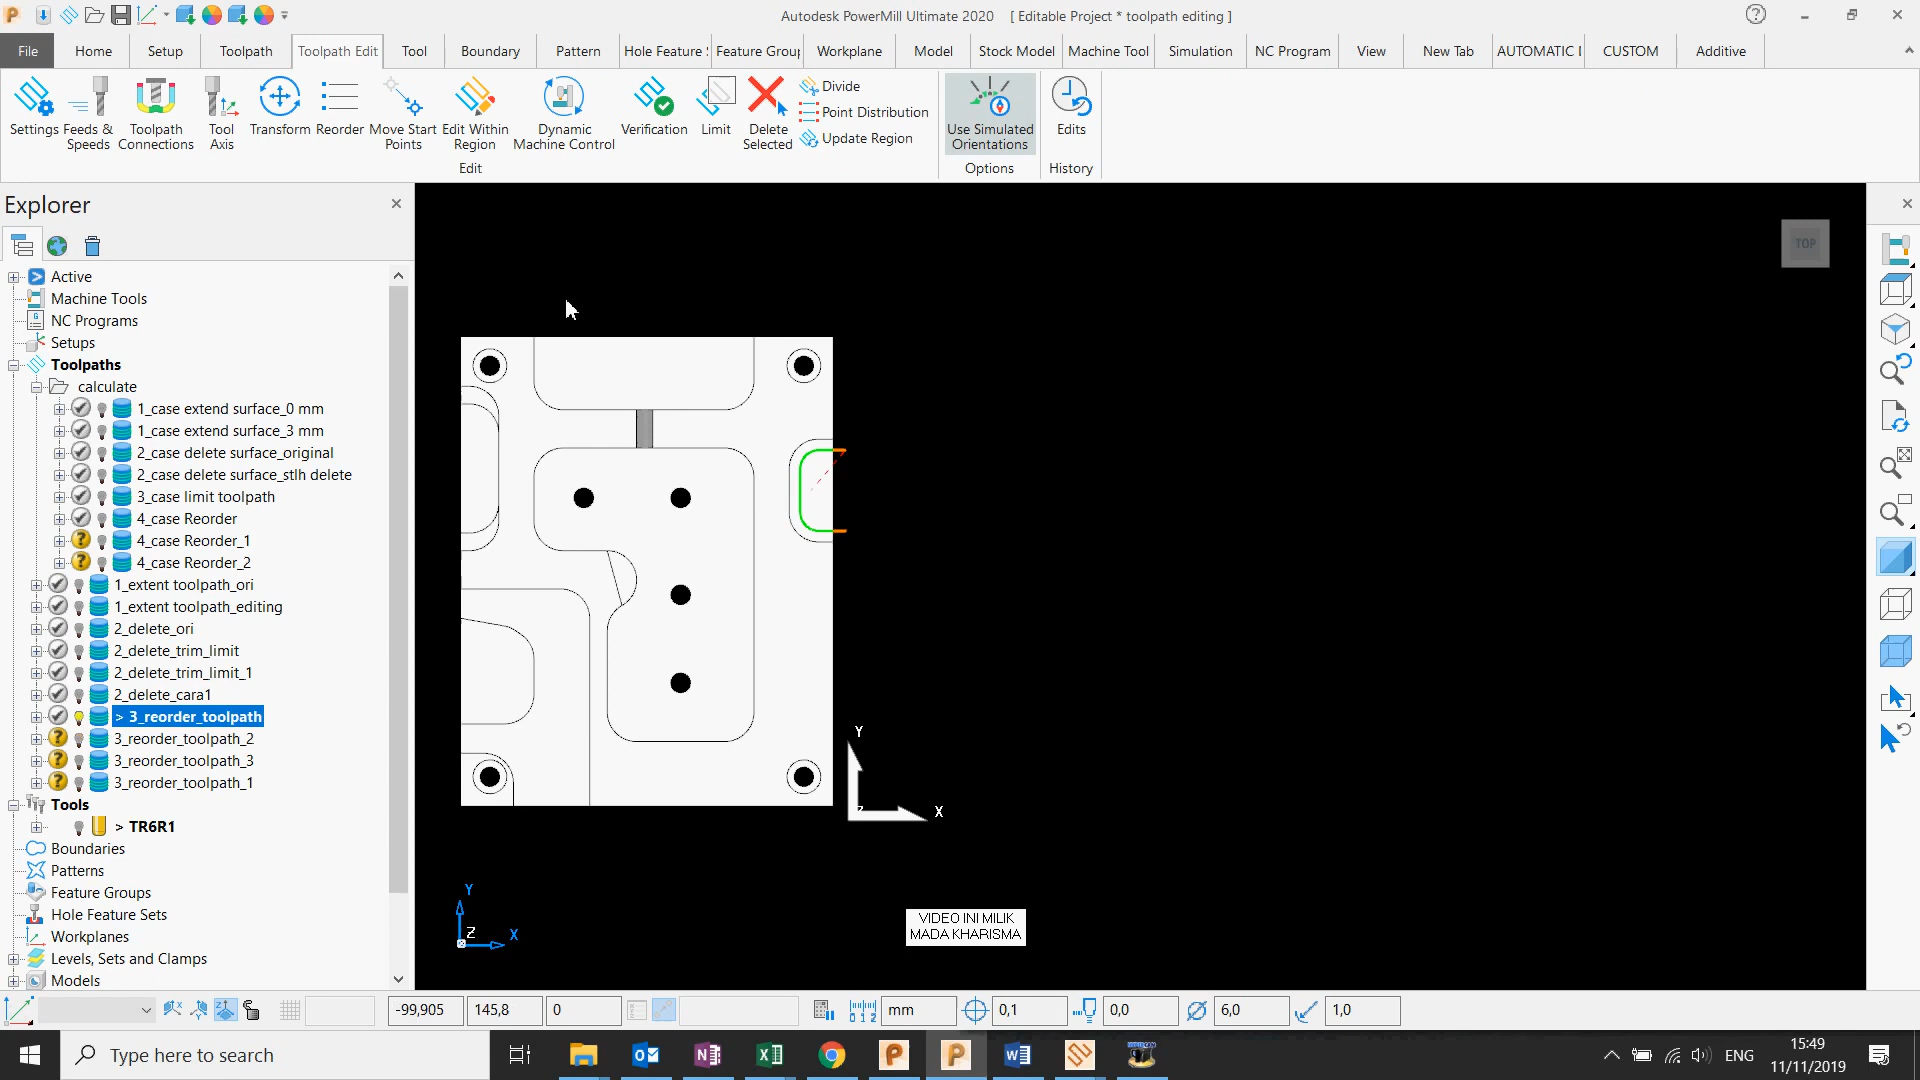 Autodesk PowerMill Ultimate 2020 [ Editable Project * toolpath editing ]
File Home Setup Toolpath Toolpath Edit Tool Boundary Pattern Hole Feature Feature Grou Workplane Model Stock Model Machine Tool Simulation NC Program View New Tab AUTOMATIC CUSTOM Additive
Settings
Feeds & Speeds
Toolpath Connections
Tool Axis
Transform
Reorder
Move Start Points
Edit Within Region
Dynamic Machine Control
Verification
Limit
Delete Selected
Divide
Point Distribution
Update Region
Edit
Use Simulated Orientations
Options
Edits
History
Explorer
Active
Machine Tools
NC Programs
Setups
Toolpaths
calculate
1_case extend surface_0 mm
1_case extend surface_3 mm
2_case delete surface_original
2_case delete surface_stlh delete
3_case limit toolpath
4_case Reorder
4_case Reorder_1
4_case Reorder_2
1_extent toolpath_ori
1_extent toolpath_editing
2_delete_ori
2_delete_trim_limit
2_delete_trim_limit_1
2_delete_cara1
> 3_reorder_toolpath
3_reorder_toolpath_2
3_reorder_toolpath_3
3_reorder_toolpath_1
Tools
> TR6R1
Boundaries
Patterns
Feature Groups
Hole Feature Sets
Workplanes
Levels, Sets and Clamps
Models
TOP
Y
X
Z
Y
Z
X
VIDEO INI MILIK
MADA KHARISMA
-99,905 145,8 0 mm 0,1 0,0 6,0 1,0
Type here to search
ENG
15:49
11/11/2019